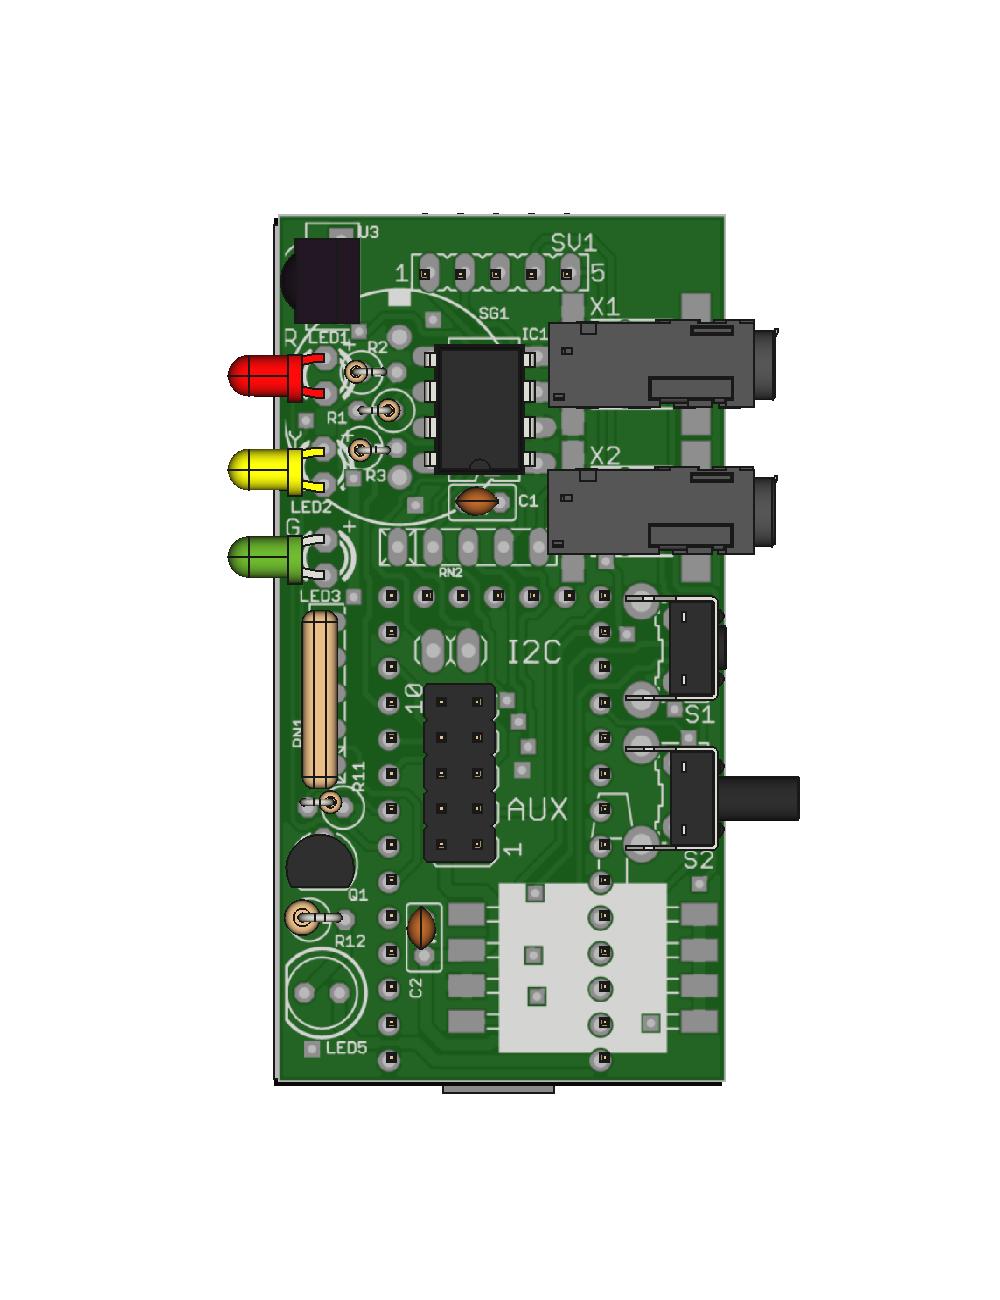 U3
SV1
1
5
SG1
X1
R
LED1
+
R2
IC1
R1
Y
+
R3
X2
LED2
C1
G
+
RN2
LED3
I2C
10
S1
RN1
R11
AUX
1
S2
Q1
R12
C2
LED5